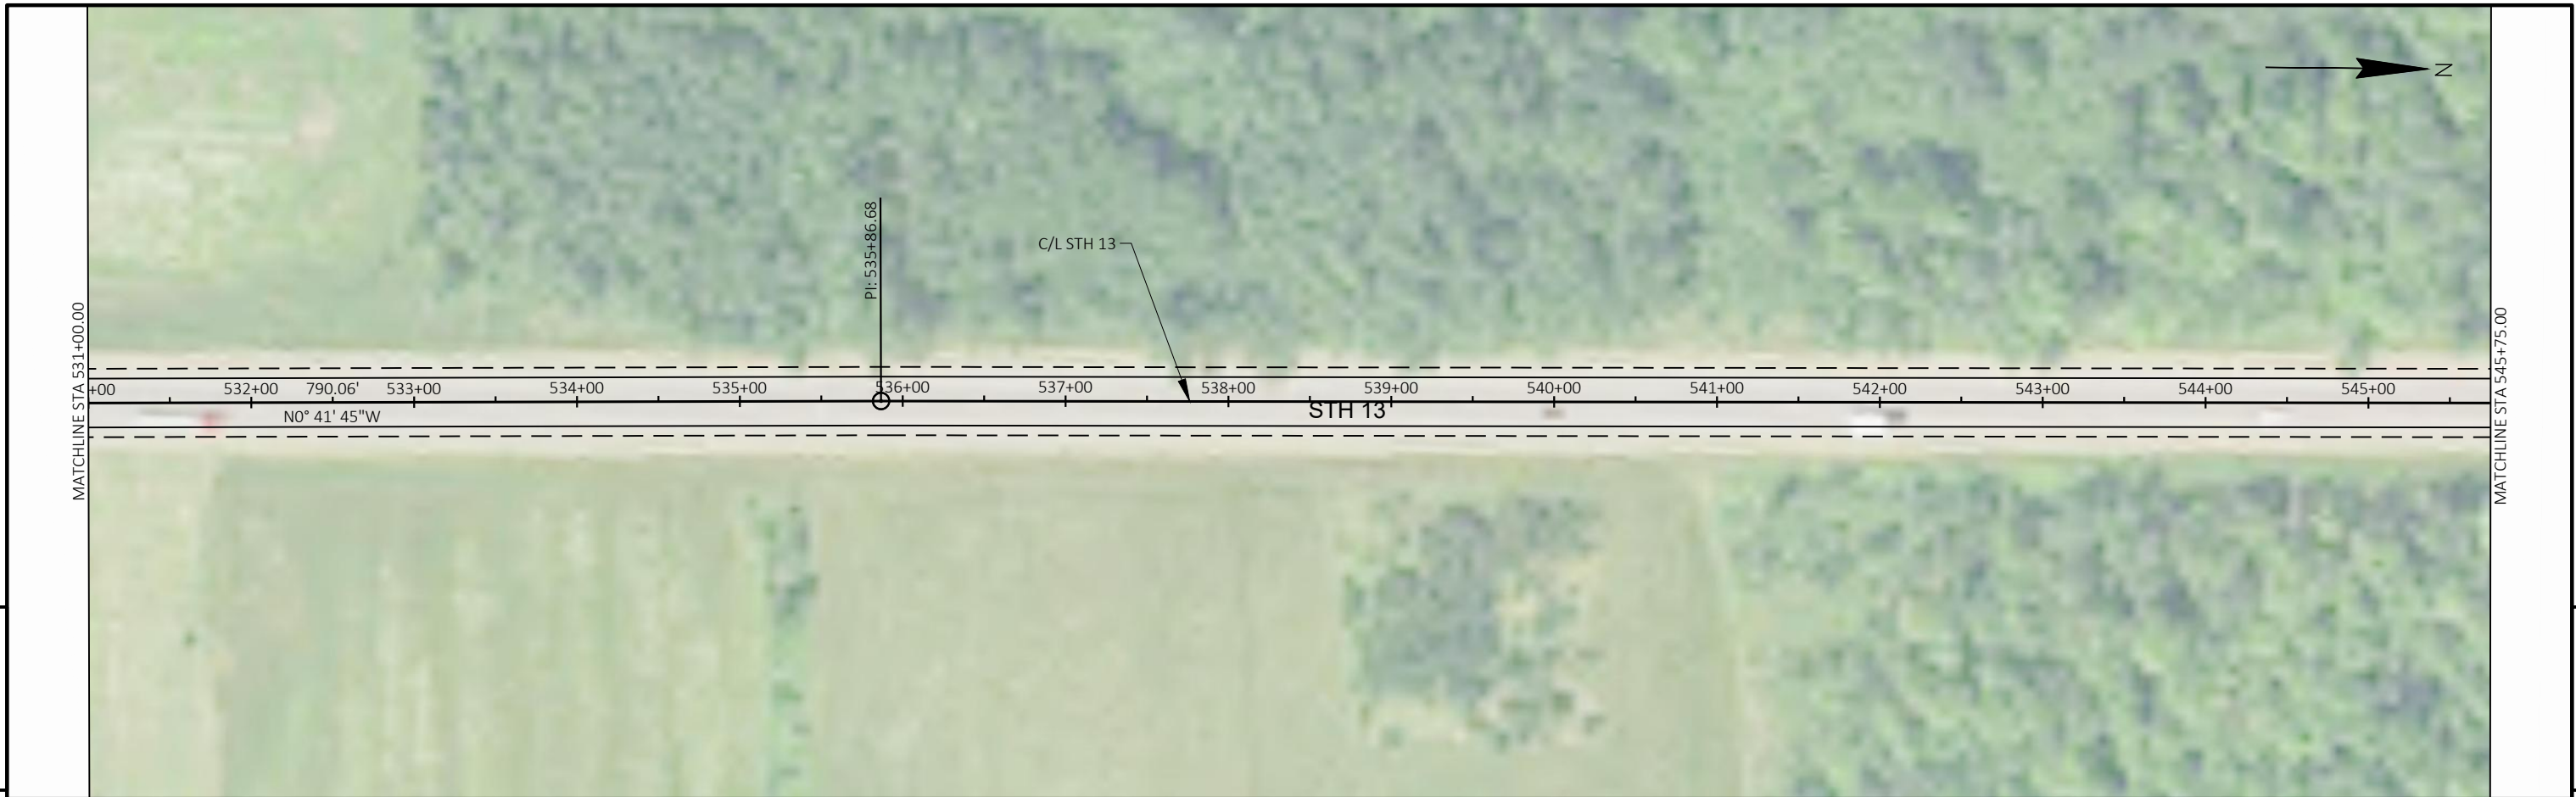 N
PI: 535+86.68
C/L STH 13
MATCHLINE STA 531+00.00
MATCHLINE STA 545+75.00
+00 532+00 790.06' 533+00 534+00 535+00 536+00 537+00 538+00 539+00 540+00 541+00 542+00 543+00 544+00 545+00
N0° 41' 45"W
STH 13